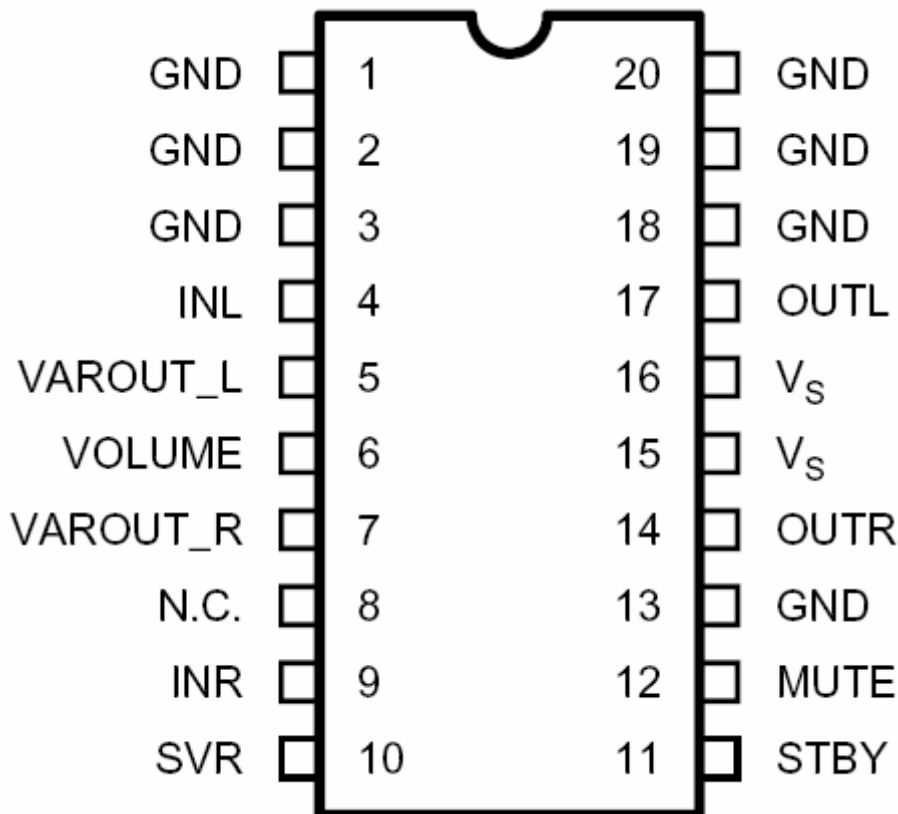 GND 1 20 GND
GND 2 19 GND
GND 3 18 GND
INL 4 17 OUTL
VAROUT_L 5 16 VS
VOLUME 6 15 VS
VAROUT_R 7 14 OUTR
N.C. 8 13 GND
INR 9 12 MUTE
SVR 10 11 STBY